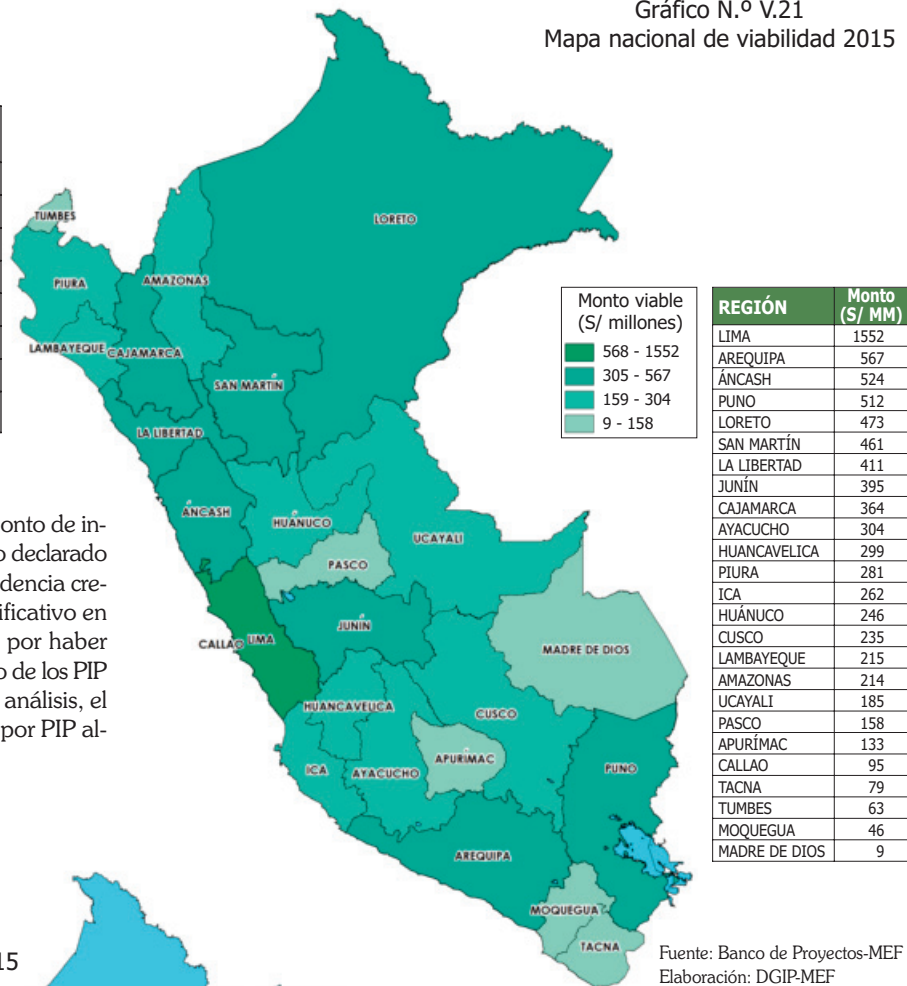 Gráfico N.º V.21
Mapa nacional de viabilidad 2015
TUMBES
LORETO
PIURA
AMAZONAS
LAMBAYEQUE
CAJAMARCA
SAN MARTÍN
LA LIBERTAD
ÁNCASH
HUÁNUCO
UCAYALI
PASCO
JUNÍN
CALLAO
LIMA
MADRE DE DIOS
HUANCAVELICA
CUSCO
ICA
AYACUCHO
APURÍMAC
PUNO
AREQUIPA
MOQUEGUA
TACNA
Monto viable
(S/ millones)
568 - 1552
305 - 567
159 - 304
9 - 158
REGIÓN Monto (S/ MM)
LIMA 1552
AREQUIPA 567
ÁNCASH 524
PUNO 512
LORETO 473
SAN MARTÍN 461
LA LIBERTAD 411
JUNÍN 395
CAJAMARCA 364
AYACUCHO 304
HUANCAVELICA 299
PIURA 281
ICA 262
HUÁNUCO 246
CUSCO 235
LAMBAYEQUE 215
AMAZONAS 214
UCAYALI 185
PASCO 158
APURÍMAC 133
CALLAO 95
TACNA 79
TUMBES 63
MOQUEGUA 46
MADRE DE DIOS 9
onto de in-
o declarado
dencia cre-
ificativo en
por haber
o de los PIP
análisis, el
por PIP al-
15
Fuente: Banco de Proyectos-MEF
Elaboración: DGIP-MEF